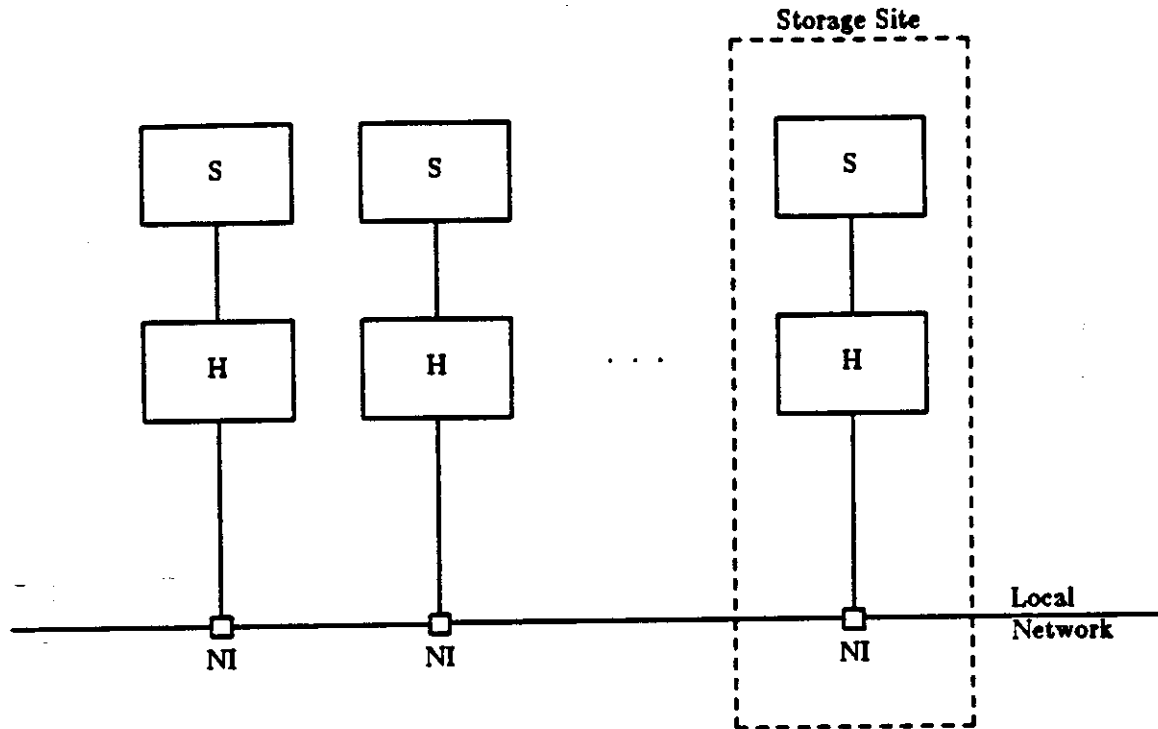 Storage Site
S
S
S
H
H
. . .
H
Local
Network
NI
NI
NI